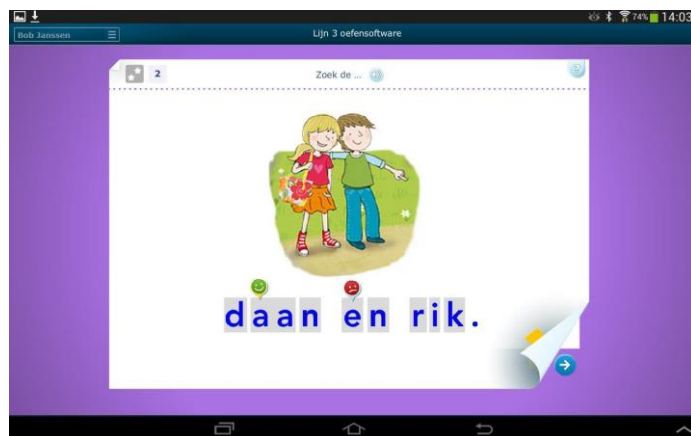 74% 14:03
Bob Janssen Lijn 3 oefensoftware
2 Zoek de ...
daan en rik.